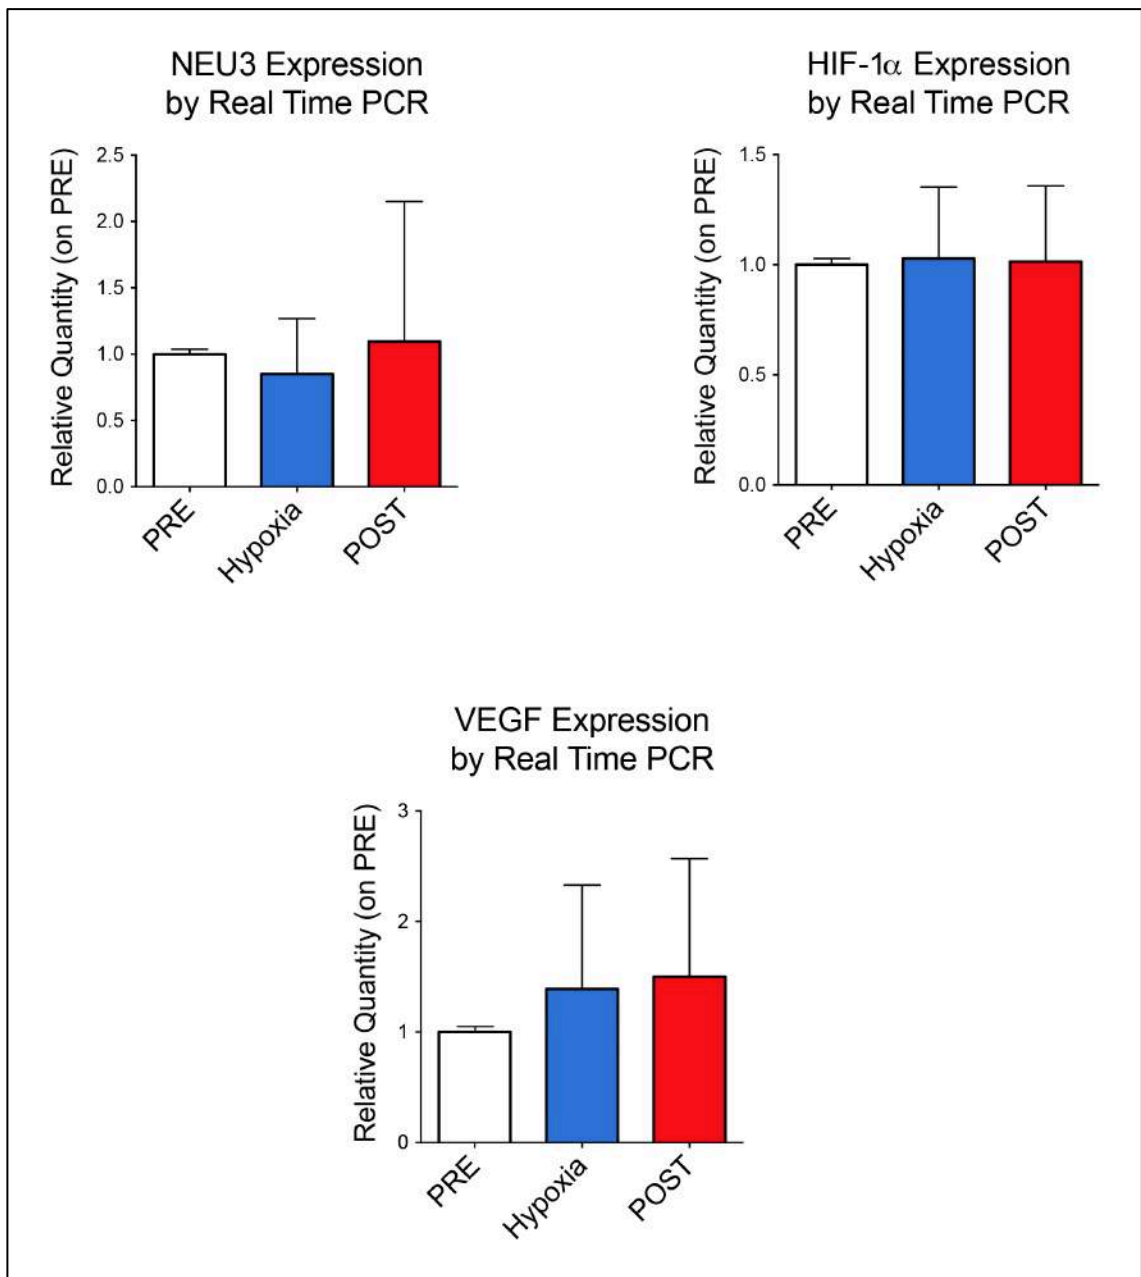 NEU3 Expression
by Real Time PCR
Relative Quantity (on PRE)
2.5
2.0
1.5
1.0
0.5
0.0
PRE
Hypoxia
POST
HIF-1α Expression
by Real Time PCR
Relative Quantity (on PRE)
1.5
1.0
0.5
0.0
PRE
Hypoxia
POST
VEGF Expression
by Real Time PCR
Relative Quantity (on PRE)
3
2
1
0
PRE
Hypoxia
POST